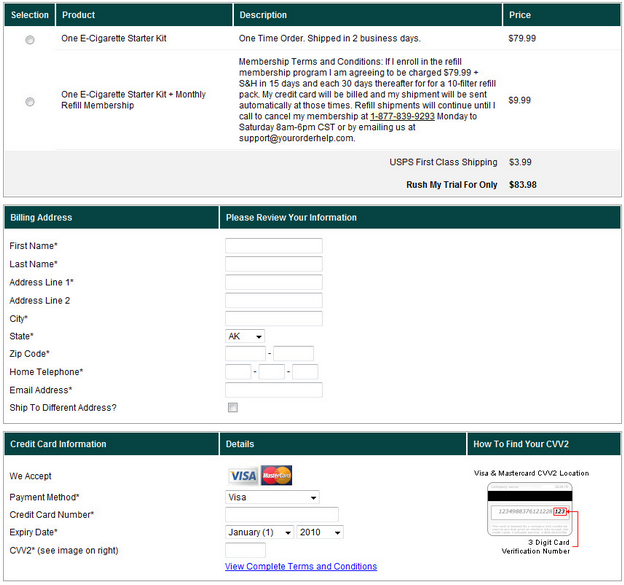 Selection Product Description Price
One E-Cigarette Starter Kit One Time Order. Shipped in 2 business days. $79.99
Membership Terms and Conditions: If I enroll in the refill
membership program I am agreeing to be charged $79.99 +
S&H in 15 days and each 30 days thereafter for for a 10-filter refill
One E-Cigarette Starter Kit + Monthly pack. My credit card will be billed and my shipment will be sent $9.99
Refill Membership automatically at those times. Refill shipments will continue until I
call to cancel my membership at 1-877-839-9293 Monday to
Saturday 8am-6pm CST or by emailing us at
support@yourorderhelp.com.
USPS First Class Shipping $3.99
Rush My Trial For Only $83.98
Billing Address Please Review Your Information
First Name*
Last Name*
Address Line 1*
Address Line 2
City*
State* AK
Zip Code* -
Home Telephone* - -
Email Address*
Ship To Different Address?
Credit Card Information Details How To Find Your CVV2
We Accept VISA MasterCard Visa & Mastercard CVV2 Location
Payment Method* Visa
Credit Card Number* 123
Expiry Date* January (1) 2010
CVV2* (see image on right) 3 Digit Card
Verification Number
View Complete Terms and Conditions